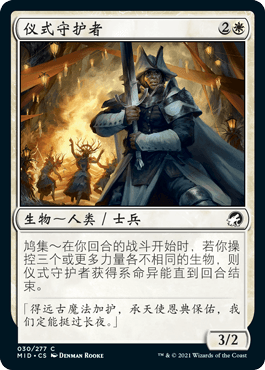 仪式守护者 2
生物～人类／士兵
鸠集～在你回合的战斗开始时，若你操
控三个或更多力量各不相同的生物，则
仪式守护者获得系命异能直到回合结
束。
「得远古魔法加护，承天使恩典保佑，我
们定能挺过长夜。」
3/2
030/277 C
MID • CS DENMAN ROOKE
™ & © 2021 Wizards of the Coast